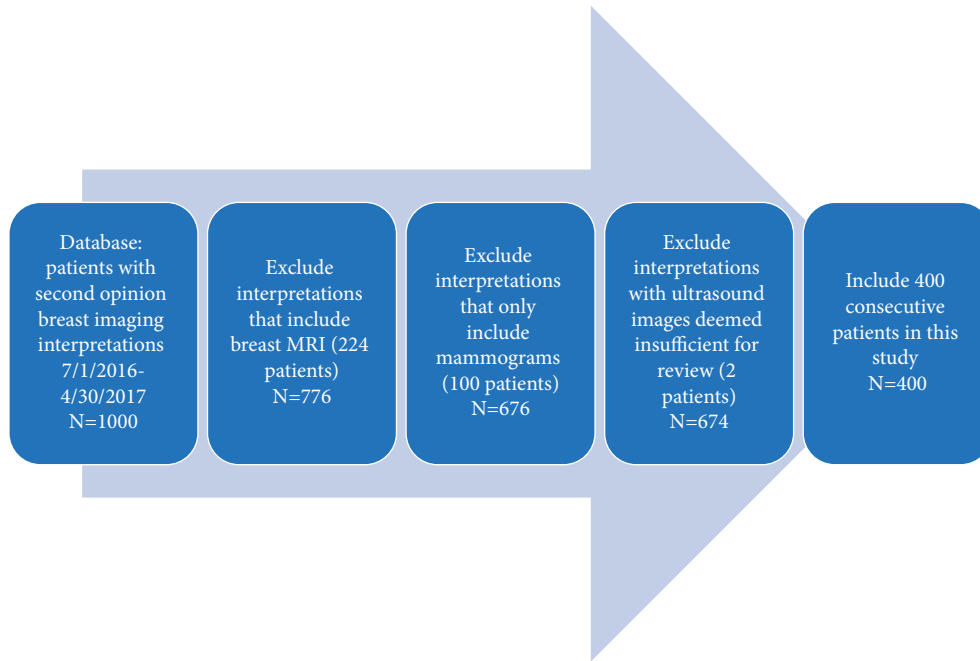 Database:
patients with
second opinion
breast imaging
interpretations
7/1/2016-
4/30/2017
N=1000
Exclude
interpretations
that include
breast MRI (224
patients)
N=776
Exclude
interpretations
that only
include
mammograms
(100 patients)
N=676
Exclude
interpretations
with ultrasound
images deemed
insufficient for
review (2
patients)
N=674
Include 400
consecutive
patients in this
study
N=400